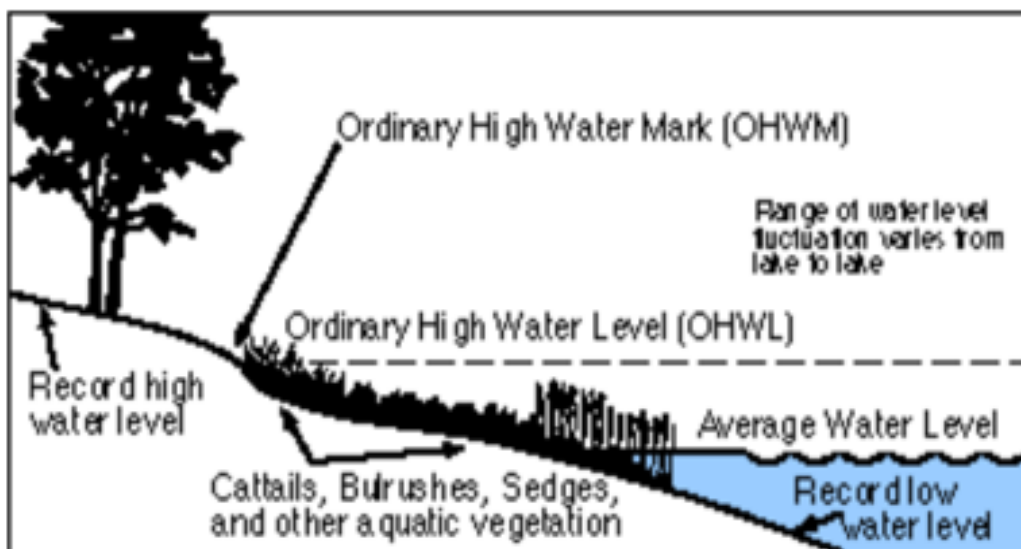 Ordinary High Water Mark (OHWM)
Range of water level
fluctuation varies from
lake to lake
Ordinary High Water Level (OHWL)
Record high
water level
Average Water Level
Cattails, Bulrushes, Sedges,
and other aquatic vegetation
Record low
water level